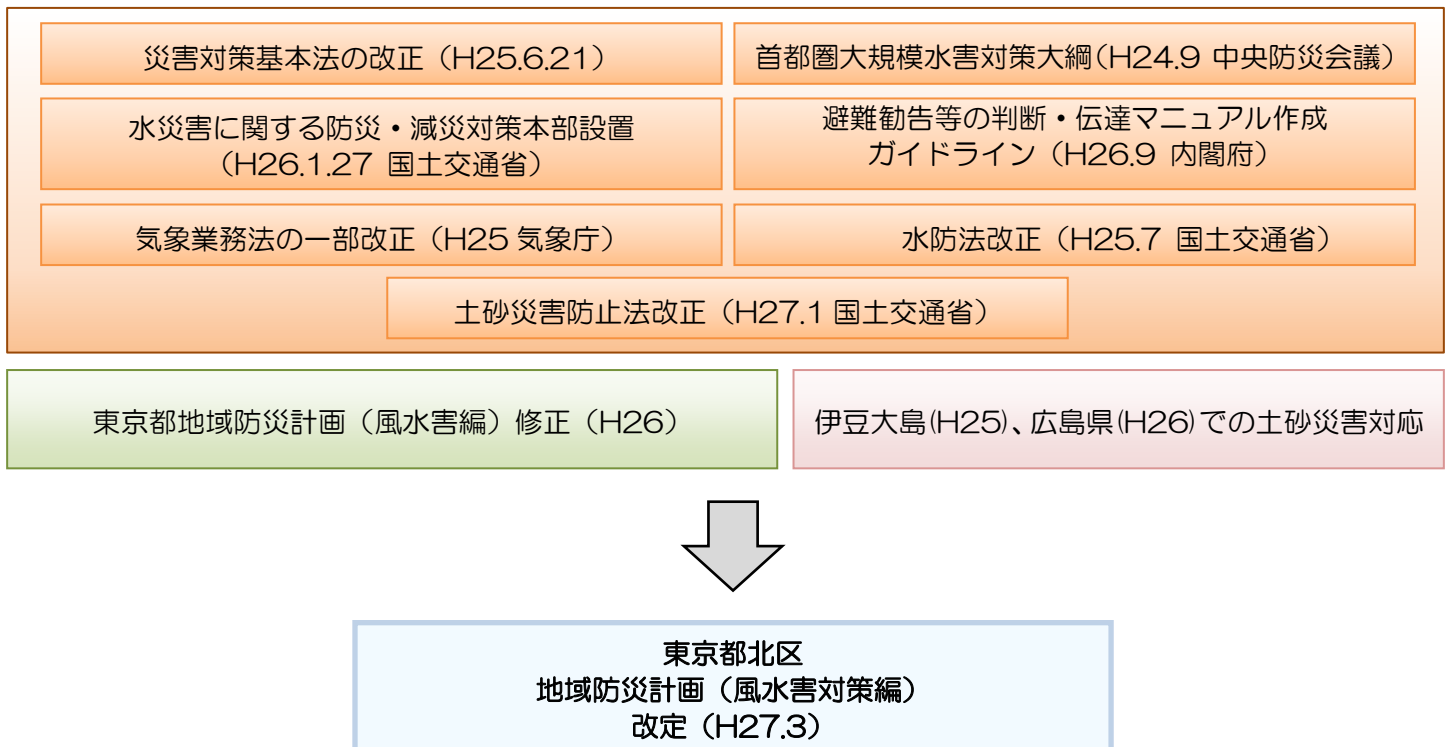 災害対策基本法の改正（H25.6.21）
首都圏大規模水害対策大綱（H24.9 中央防災会議）
水災害に関する防災・減災対策本部設置
（H26.1.27 国土交通省）
避難勧告等の判断・伝達マニュアル作成
ガイドライン（H26.9 内閣府）
気象業務法の一部改正（H25 気象庁）
水防法改正（H25.7 国土交通省）
土砂災害防止法改正（H27.1 国土交通省）
東京都地域防災計画（風水害編）修正（H26）
伊豆大島(H25)、広島県(H26)での土砂災害対応
東京都北区
地域防災計画（風水害対策編）
改定（H27.3）